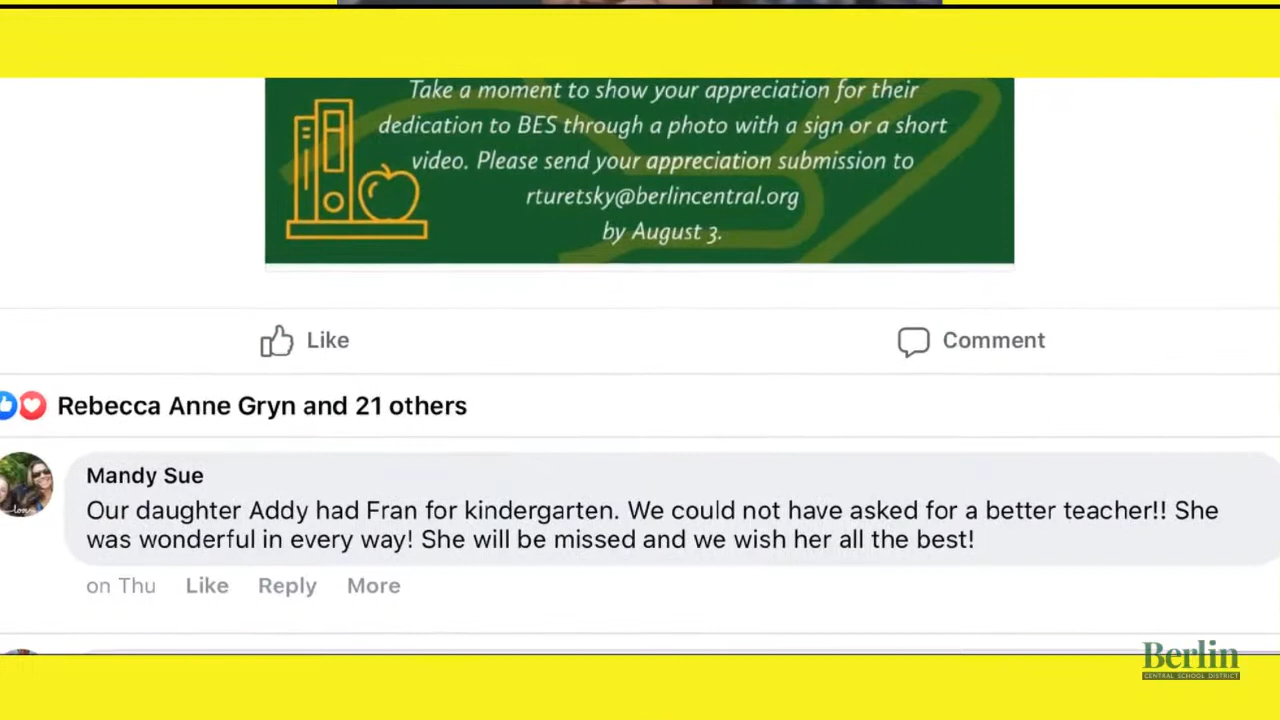 Take a moment to show your appreciation for their
dedication to BES through a photo with a sign or a short
video. Please send your appreciation submission to
rturetsky@berlincentral.org
by August 3.
Like
Comment
Rebecca Anne Gryn and 21 others
Mandy Sue
Our daughter Addy had Fran for kindergarten. We could not have asked for a better teacher!! She
was wonderful in every way! She will be missed and we wish her all the best!
on Thu Like Reply More
Berlin
CENTRAL SCHOOL DISTRICT